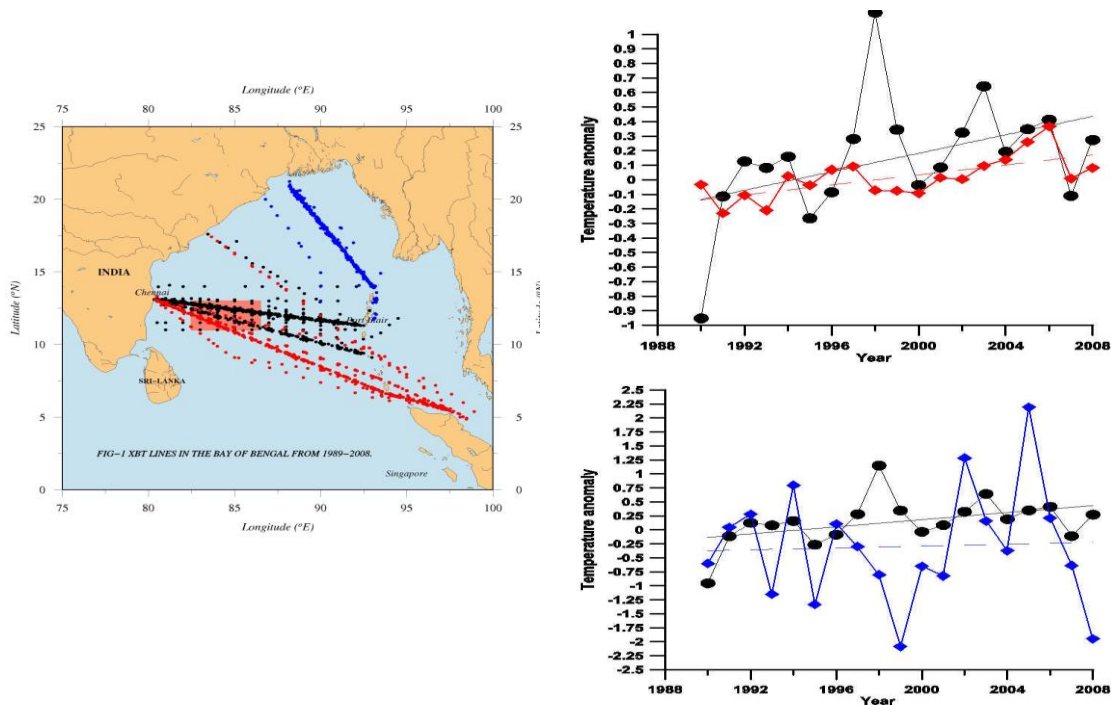 Longitude (°E)
75 80 85 90 95 100
25
20
15
10
5
0
Latitude (°N)
INDIA
Chennai
Port Blair
SRI-LANKA
FIG-1 XBT LINES IN THE BAY OF BENGAL FROM 1989-2008.
Singapore
75 80 85 90 95 100
Longitude (°E)
1
0.9
0.8
0.7
0.6
0.5
0.4
0.3
0.2
0.1
0
-0.1
-0.2
-0.3
-0.4
-0.5
-0.6
-0.7
-0.8
-0.9
-1
Temperature anomaly
1988 1992 1996 2000 2004 2008
Year
2.5
2.25
2
1.75
1.5
1.25
1
0.75
0.5
0.25
0
-0.25
-0.5
-0.75
-1
-1.25
-1.5
-1.75
-2
-2.25
-2.5
Temperature anomaly
1988 1992 1996 2000 2004 2008
Year